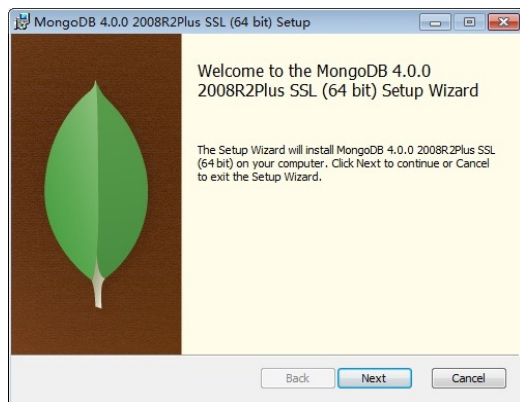 MongoDB 4.0.0 2008R2Plus SSL (64 bit) Setup
Welcome to the MongoDB 4.0.0
2008R2Plus SSL (64 bit) Setup Wizard
The Setup Wizard will install MongoDB 4.0.0 2008R2Plus SSL
(64 bit) on your computer. Click Next to continue or Cancel
to exit the Setup Wizard.
Back Next Cancel